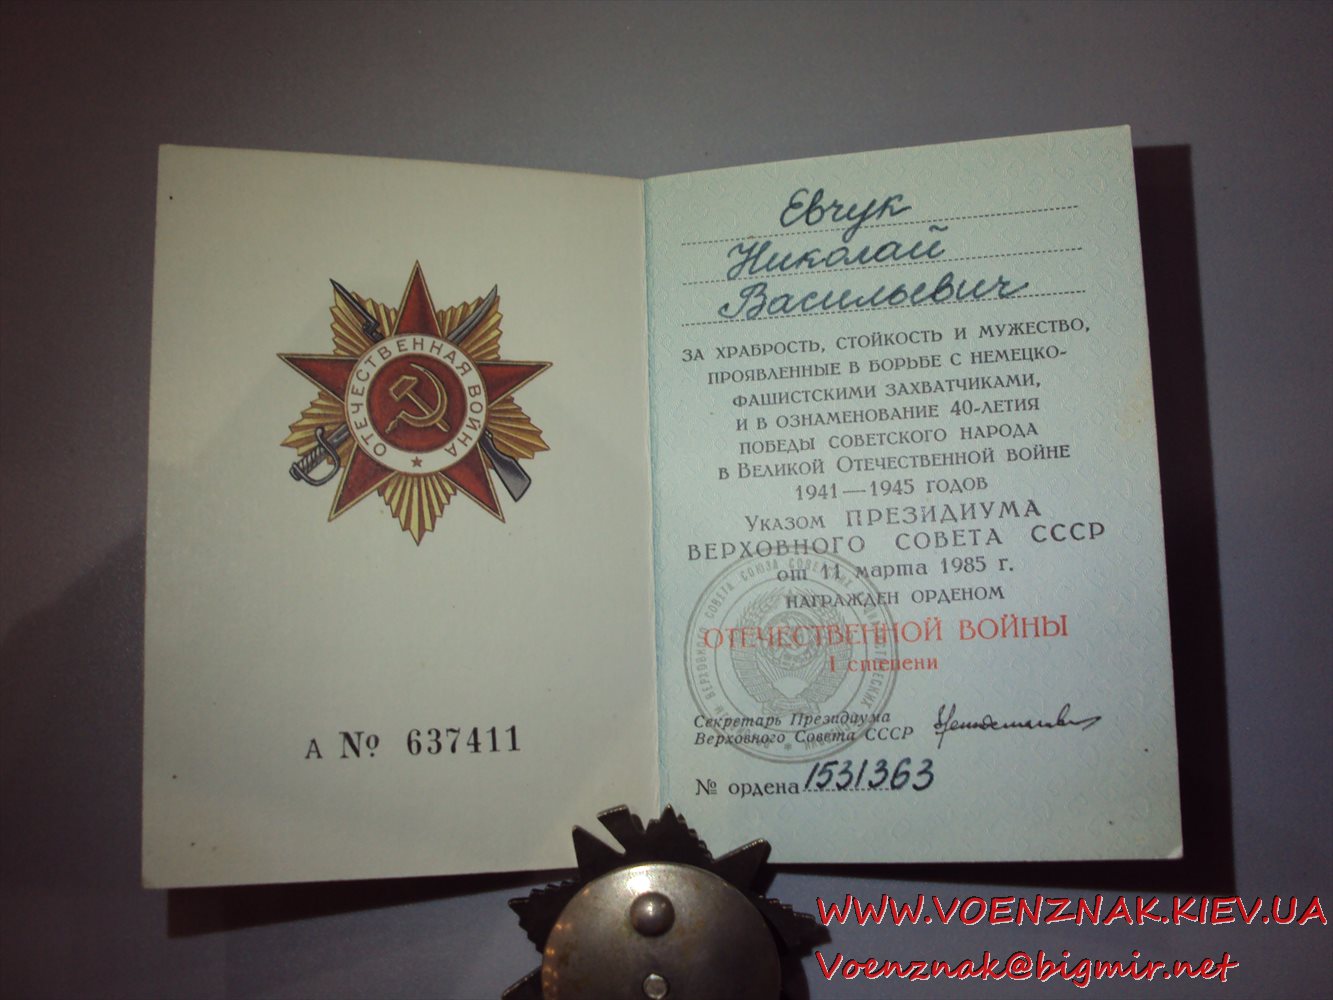 ОТЕЧЕСТВЕННАЯ ВОЙНА
А № 637411
Евчук
Николай
Васильевич
ЗА ХРАБРОСТЬ, СТОЙКОСТЬ И МУЖЕСТВО,
ПРОЯВЛЕННЫЕ В БОРЬБЕ С НЕМЕЦКО-
ФАШИСТСКИМИ ЗАХВАТЧИКАМИ,
И В ОЗНАМЕНОВАНИЕ 40-ЛЕТИЯ
ПОБЕДЫ СОВЕТСКОГО НАРОДА
В ВЕЛИКОЙ ОТЕЧЕСТВЕННОЙ ВОЙНЕ
1941—1945 ГОДОВ
УКАЗОМ ПРЕЗИДИУМА
ВЕРХОВНОГО СОВЕТА СССР
от 11 марта 1985 г.
НАГРАЖДЕН ОРДЕНОМ
ОТЕЧЕСТВЕННОЙ ВОЙНЫ
I степени
Секретарь Президиума
Верховного Совета СССР
№ ордена 1531363
WWW.VOENZNAK.KIEV.UA
Voenznak@bigmir.net